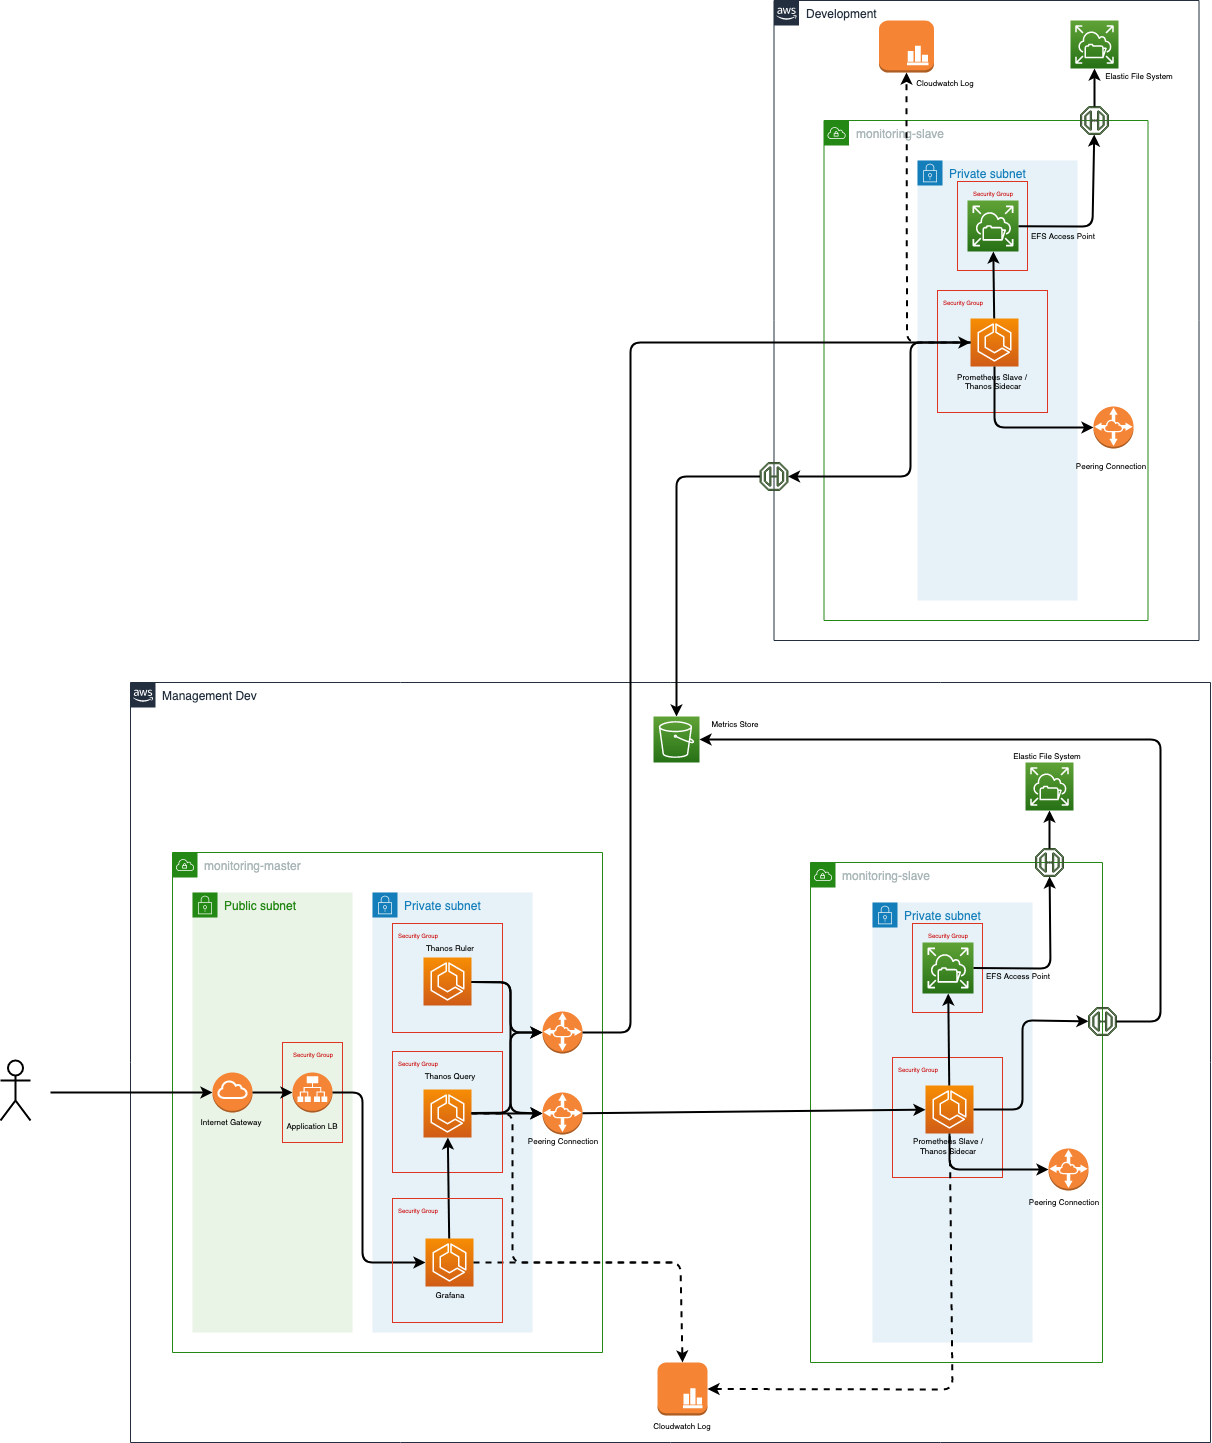 aws
Development
Cloudwatch Log
Elastic File System
monitoring-slave
Private subnet
Security Group
EFS Access Point
Security Group
Prometheus Slave /
Thanos Sidecar
Peering Connection
aws
Management Dev
Metrics Store
Elastic File System
monitoring-master
Public subnet
Private subnet
Security Group
Thanos Ruler
Security Group
Thanos Query
Security Group
Internet Gateway
Application LB
Peering Connection
Security Group
Grafana
monitoring-slave
Private subnet
Security Group
EFS Access Point
Security Group
Prometheus Slave /
Thanos Sidecar
Peering Connection
Cloudwatch Log